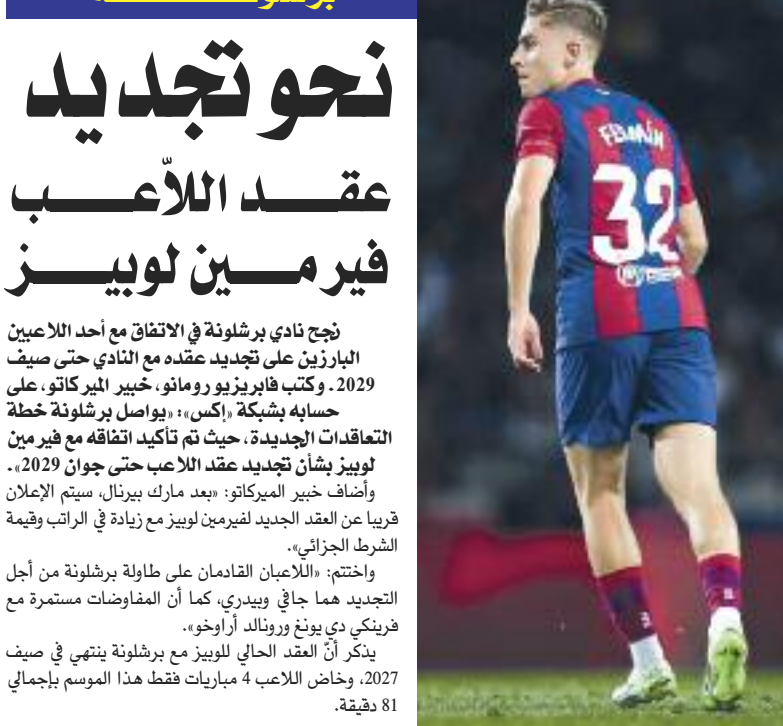 نحو تجديد
عقد اللاّعب
فيرمين لوبيز
نجح نادي برشلونة في الاتفاق مع أحد اللاعبين
البارزين على تجديد عقده مع النادي حتى صيف
2029. وكتب فابريزيو رومانو، خبير الميركاتو، على
حسابه بشبكة «إكس»: «يواصل برشلونة خطة
التعاقدات الجديدة، حيث تم تأكيد اتفاقه مع فيرمين
لوبيز بشأن تجديد عقد اللاعب حتى جوان 2029».
وأضاف خبير الميركاتو: «بعد مارك بيرنال، سيتم الإعلان
قريبا عن العقد الجديد لفيرمين لوبيز مع زيادة في الراتب وقيمة
الشرط الجزائي».
واختتم: «اللاعبان القادمان على طاولة برشلونة من أجل
التجديد هما جافي وبيدري، كما أن المفاوضات مستمرة مع
فرينكي دي يونغ ورونالد أراوخو».
يذكر أنّ العقد الحالي للوبيز مع برشلونة ينتهي في صيف
2027، وخاض اللاعب 4 مباريات فقط هذا الموسم بإجمالي
81 دقيقة.
FERMÍN
32